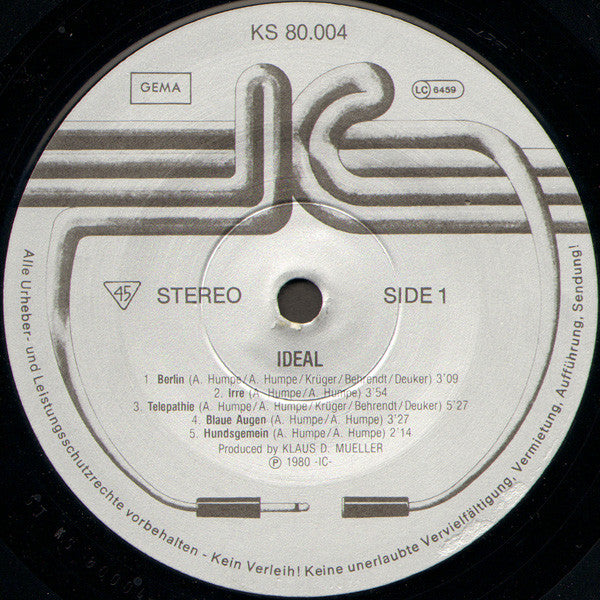 KS 80.004
GEMA
LC 6459
45 STEREO
SIDE 1
IDEAL
1. Berlin (A. Humpe/A. Humpe/Krüger/Behrendt/Deuker) 3'09
2. Irre (A. Humpe/A. Humpe) 3'54
3. Telepathie (A. Humpe/A. Humpe/Krüger/Behrendt/Deuker) 5'27
4. Blaue Augen (A. Humpe/A. Humpe) 3'27
5. Hundsgemein (A. Humpe/A. Humpe) 2'14
Produced by KLAUS D. MUELLER
Ⓟ 1980 -IC-
Alle Urheber- und Leistungsschutzrechte vorbehalten - Kein Verleih! Keine unerlaubte Vervielfältigung, Vermietung, Aufführung, Sendung!